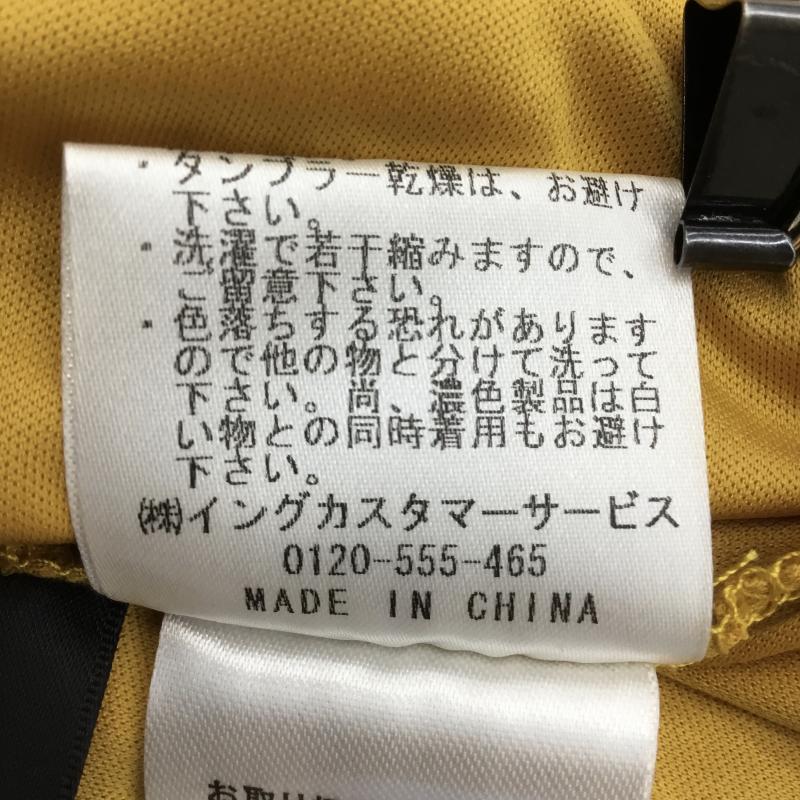 ・タンブラー乾燥は、お避け
下さい。
・洗濯で若干縮みますので、
ご留意下さい。
・色落ちする恐れがあります
ので他の物と分けて洗って
下さい。尚、濃色製品は白
い物との同時着用もお避け
下さい。
㈱イングカスタマーサービス
0120-555-465
MADE IN CHINA
お取り扱